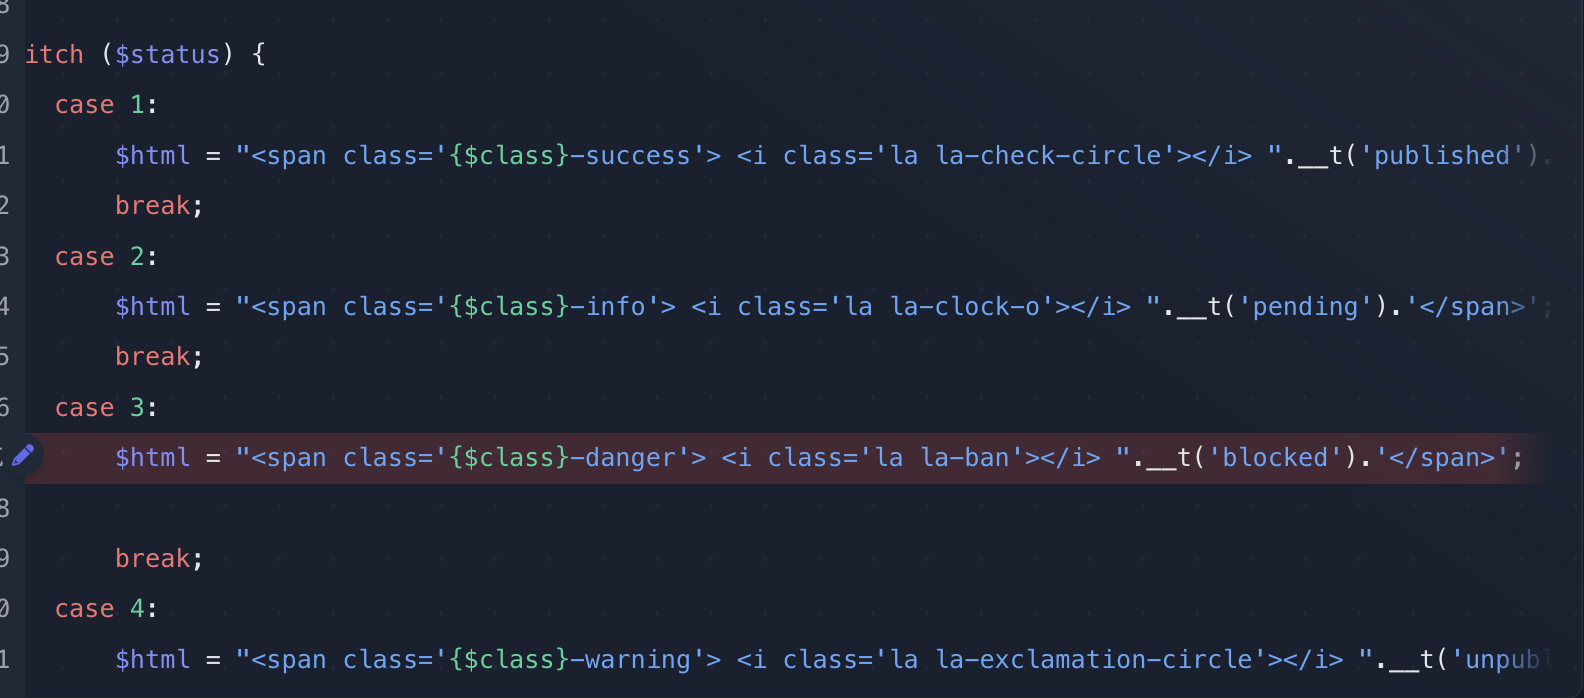 8
9 itch ($status) {
0 case 1:
1 $html = "<span class='{$class}-success'> <i class='la la-check-circle'></i> ".__t('published').
2 break;
3 case 2:
4 $html = "<span class='{$class}-info'> <i class='la la-clock-o'></i> ".__t('pending').'</span>';
5 break;
6 case 3:
$html = "<span class='{$class}-danger'> <i class='la la-ban'></i> ".__t('blocked').'</span>';
8
9 break;
0 case 4:
1 $html = "<span class='{$class}-warning'> <i class='la la-exclamation-circle'></i> ".__t('unpubl